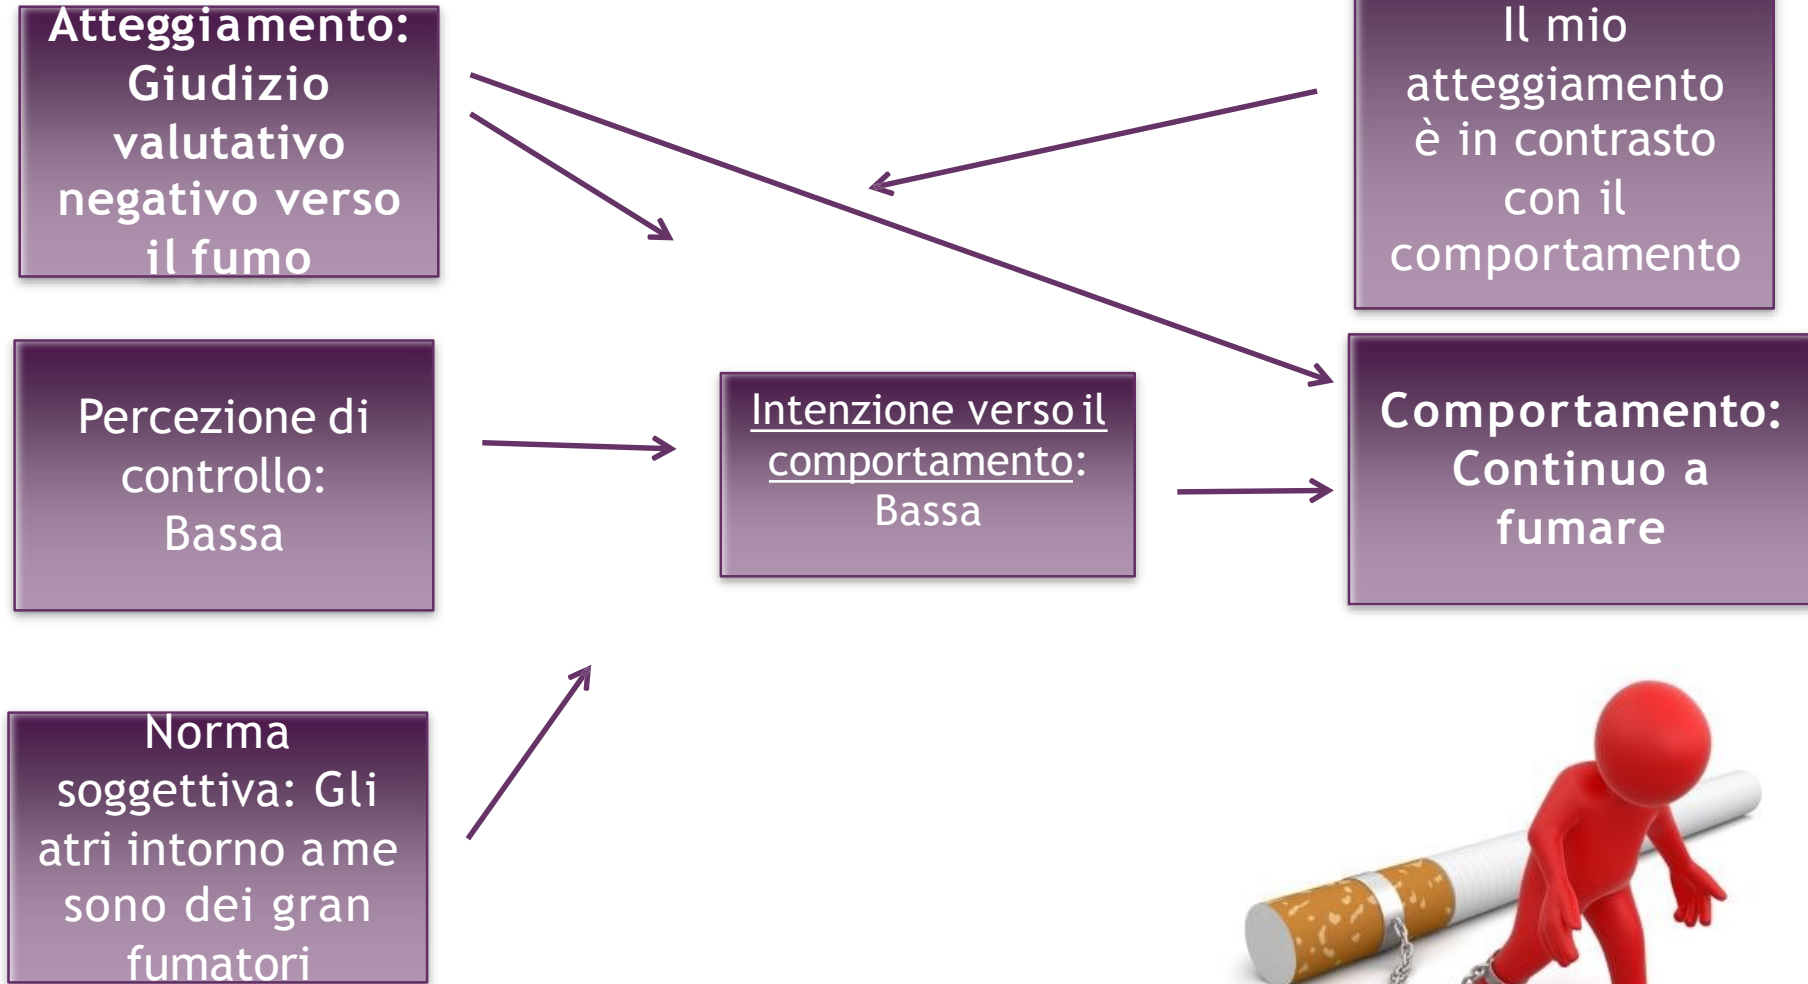 Atteggiamento:
Giudizio
valutativo
negativo verso
il fumo
Il mio
atteggiamento
è in contrasto
con il
comportamento
Percezione di
controllo:
Bassa
Intenzione verso il
comportamento:
Bassa
Comportamento:
Continuo a
fumare
Norma
soggettiva: Gli
atri intorno a me
sono dei gran
fumatori